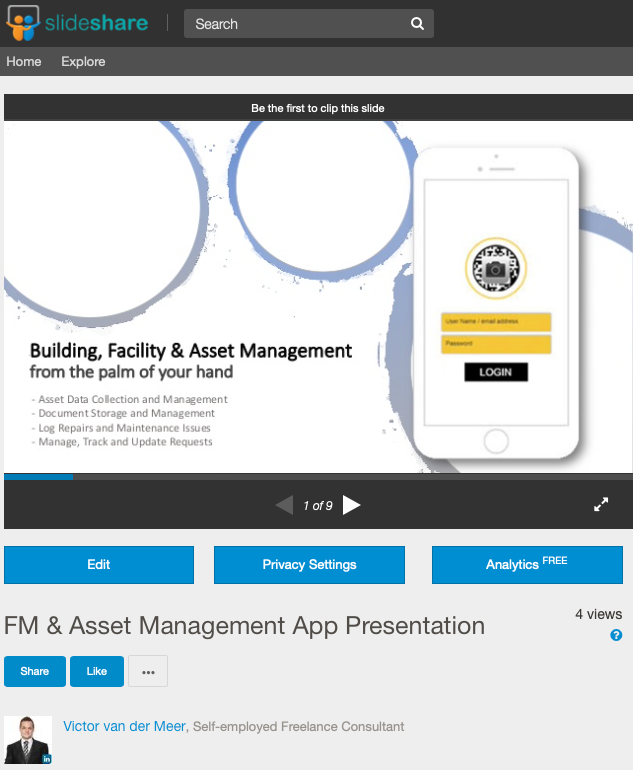 slideshare
Search
Home
Explore
Be the first to clip this slide
User Name / email address
Password
LOGIN
Building, Facility & Asset Management
from the palm of your hand
- Asset Data Collection and Management
- Document Storage and Management
- Log Repairs and Maintenance Issues
- Manage, Track and Update Requests
1 of 9
Edit
Privacy Settings
Analytics FREE
4 views
?
FM & Asset Management App Presentation
Share
Like
...
in
Victor van der Meer, Self-employed Freelance Consultant